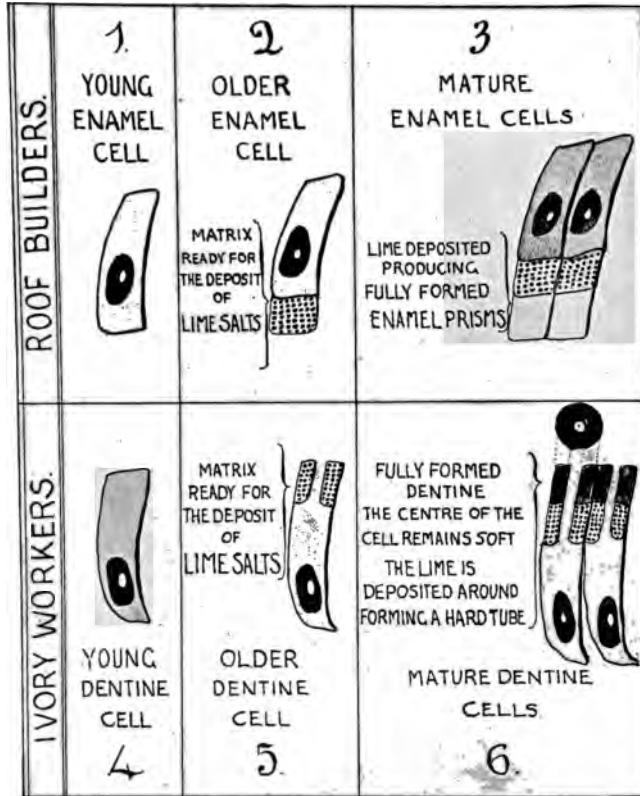 ROOF BUILDERS.
1.
YOUNG
ENAMEL
CELL
2
OLDER
ENAMEL
CELL
MATRIX
READY FOR
THE DEPOSIT
OF
LIME SALTS
3
MATURE
ENAMEL CELLS
LIME DEPOSITED
PRODUCING
FULLY FORMED
ENAMEL PRISMS
IVORY WORKERS.
YOUNG
DENTINE
CELL
4
MATRIX
READY FOR
THE DEPOSIT
OF
LIME SALTS
OLDER
DENTINE
CELL
5.
FULLY FORMED
DENTINE
THE CENTRE OF THE
CELL REMAINS SOFT
THE LIME IS
DEPOSITED AROUND
FORMING A HARD TUBE
MATURE DENTINE
CELLS
6.